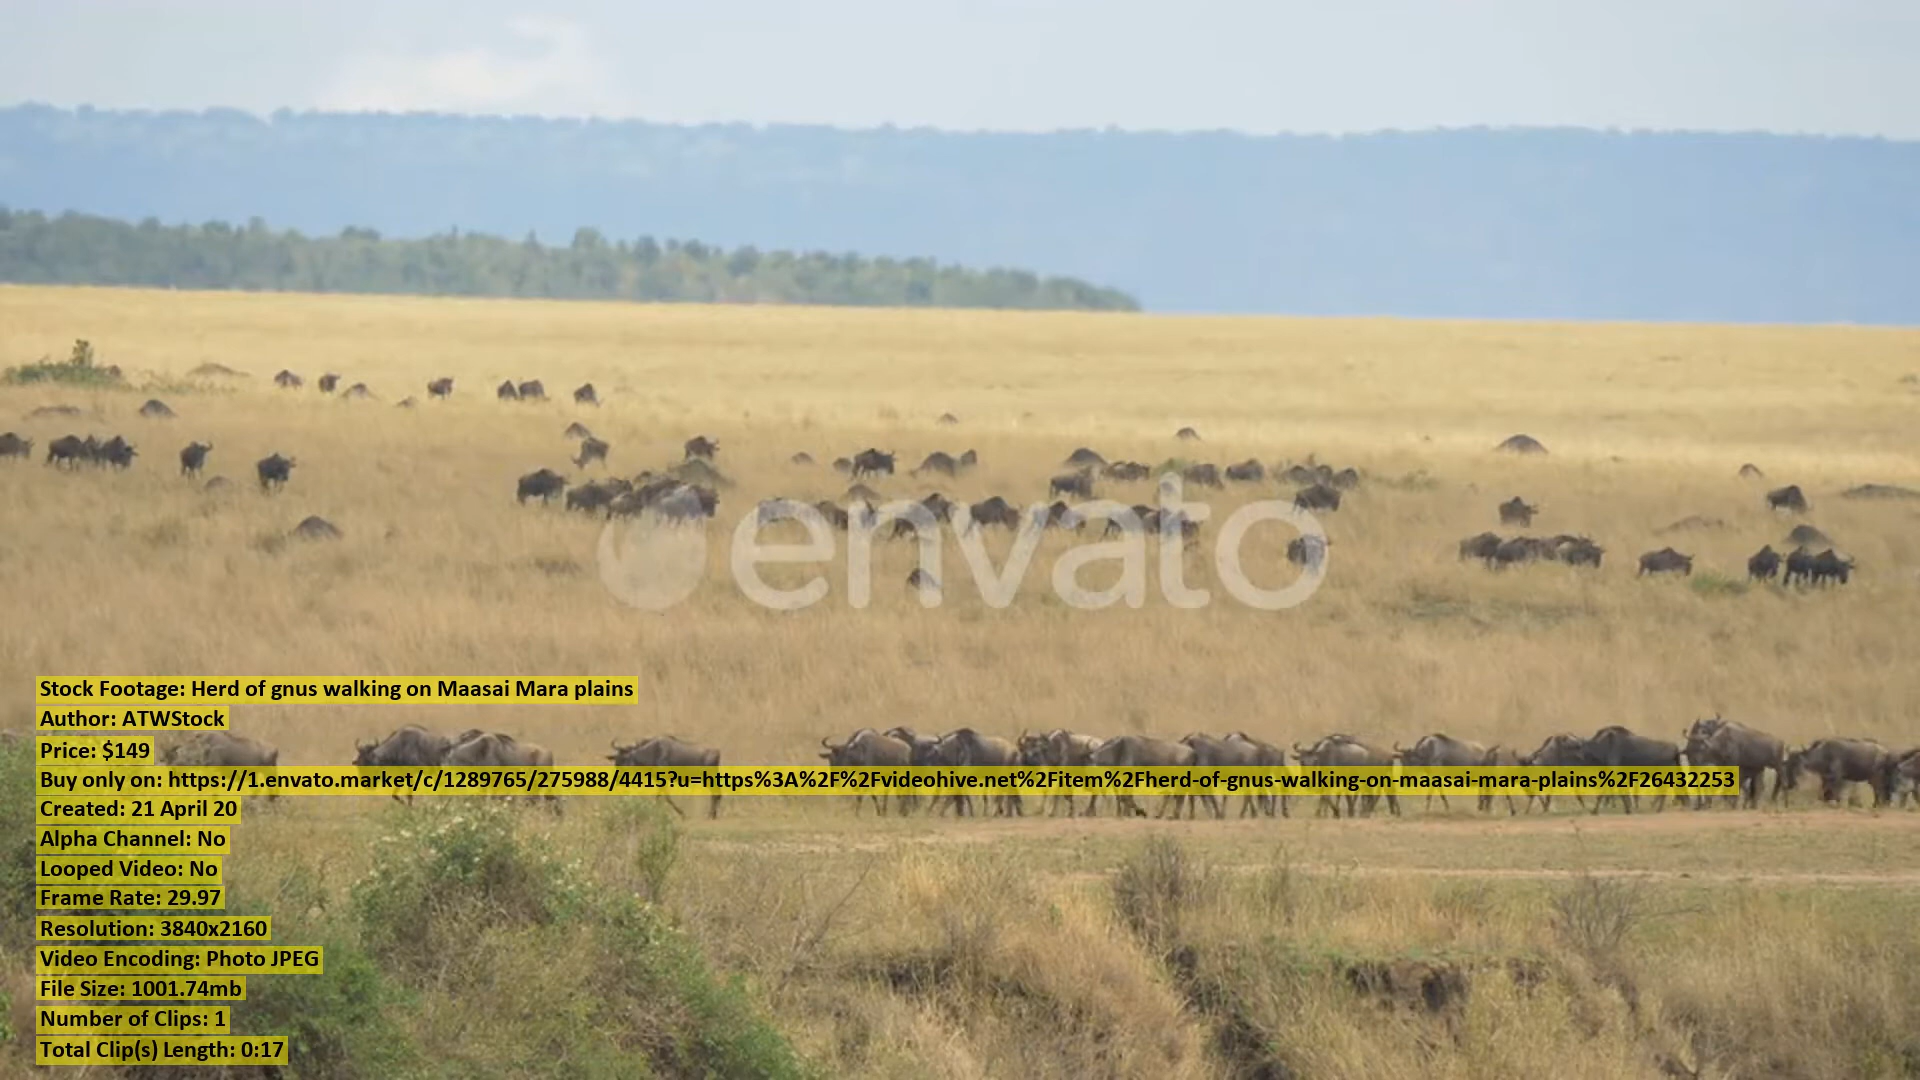 envato
Stock Footage: Herd of gnus walking on Maasai Mara plains
Author: ATWStock
Price: $149
Buy only on: https://1.envato.market/c/1289765/275988/4415?u=https%3A%2F%2Fvideohive.net%2Fitem%2Fherd-of-gnus-walking-on-maasai-mara-plains%2F26432253
Created: 21 April 20
Alpha Channel: No
Looped Video: No
Frame Rate: 29.97
Resolution: 3840x2160
Video Encoding: Photo JPEG
File Size: 1001.74mb
Number of Clips: 1
Total Clip(s) Length: 0:17